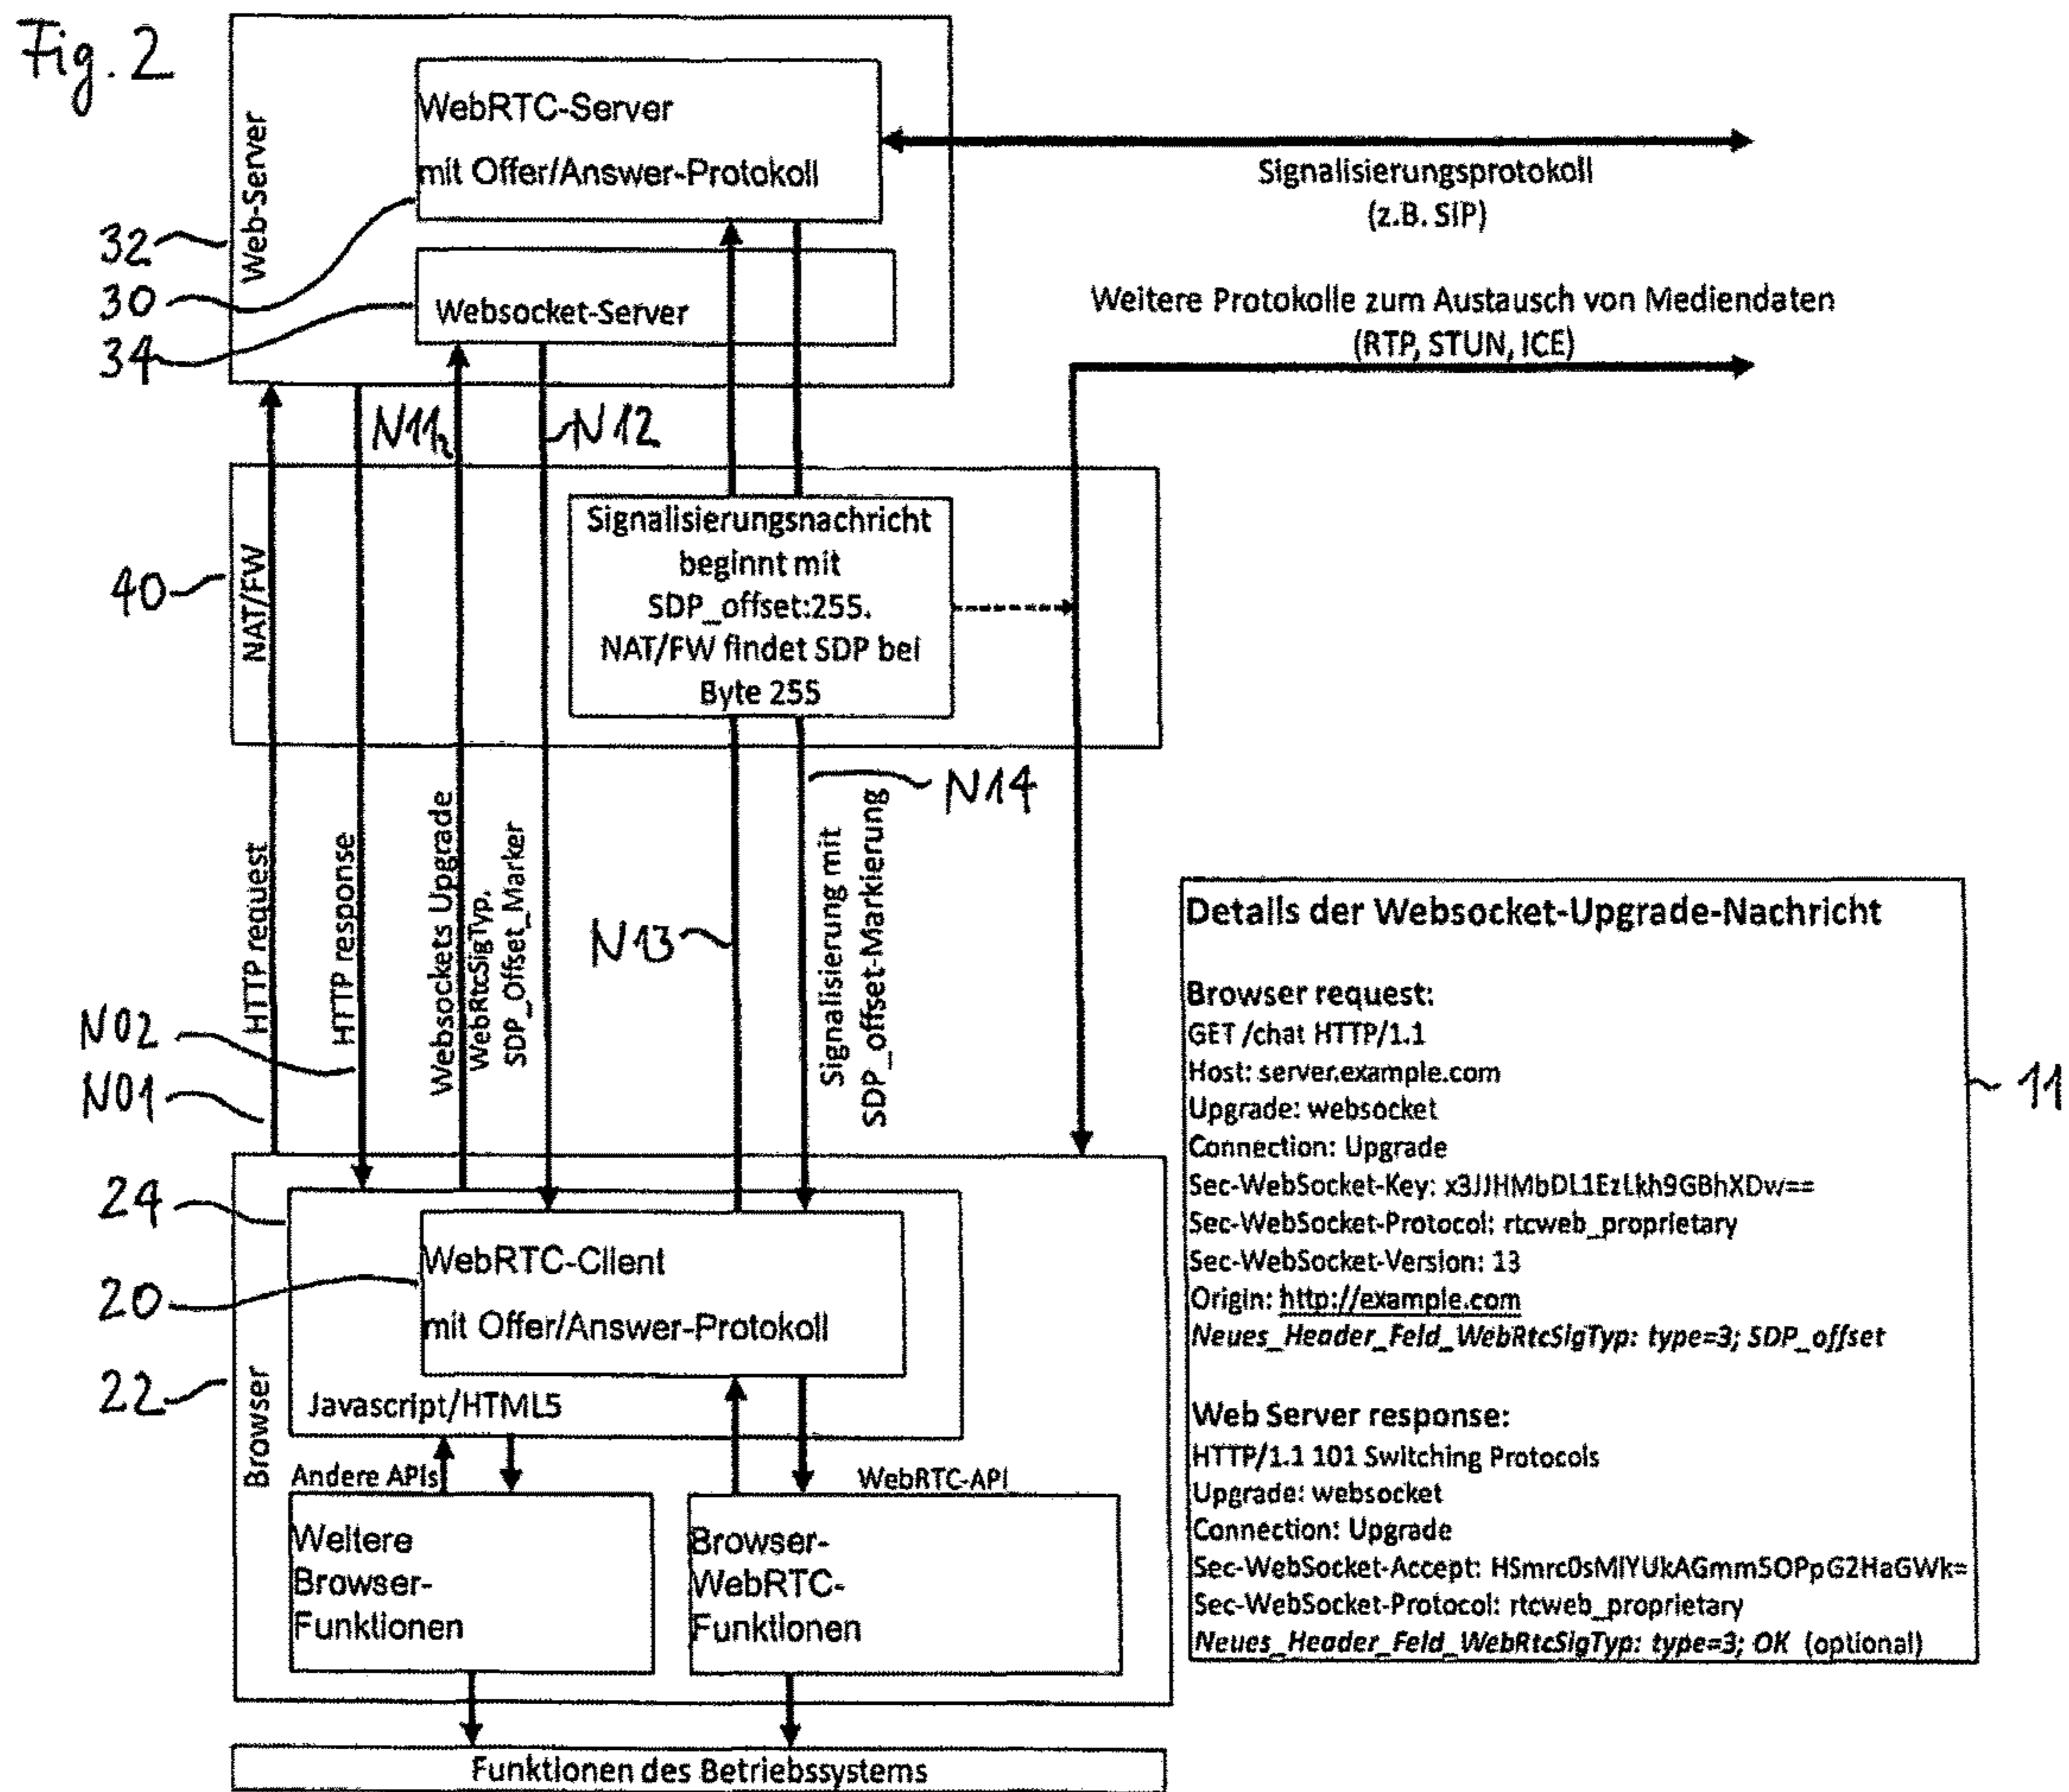 Fig. 2
Web-Server
WebRTC-Server
mit Offer/Answer-Protokoll
Websocket-Server
32
30
34
Signalisierungsprotokoll
(z.B. SIP)
Weitere Protokolle zum Austausch von Mediendaten
(RTP, STUN, ICE)
N11
N12
40
NAT/FW
Signalisierungsnachricht
beginnt mit
SDP_offset:255.
NAT/FW findet SDP bei
Byte 255
N14
N13
N02
N01
HTTP request
HTTP response
Websockets Upgrade
WebRtcSigTyp.
SDP_Offset_Marker
Signalisierung mit
SDP_offset-Markierung
24
20
22
Browser
WebRTC-Client
mit Offer/Answer-Protokoll
Javascript/HTML5
Andere APIs
WebRTC-API
Weitere
Browser-
Funktionen
Browser-
WebRTC-
Funktionen
Funktionen des Betriebssystems
Details der Websocket-Upgrade-Nachricht
Browser request:
GET /chat HTTP/1.1
Host: server.example.com
Upgrade: websocket
Connection: Upgrade
Sec-WebSocket-Key: x3JJHMbDL1EzLkh9GBhXDw==
Sec-WebSocket-Protocol: rtcweb_proprietary
Sec-WebSocket-Version: 13
Origin: http://example.com
Neues_Header_Feld_WebRtcSigTyp: type=3; SDP_offset
Web Server response:
HTTP/1.1 101 Switching Protocols
Upgrade: websocket
Connection: Upgrade
Sec-WebSocket-Accept: HSmrc0sMlYUkAGmm5OPpG2HaGWk=
Sec-WebSocket-Protocol: rtcweb_proprietary
Neues_Header_Feld_WebRtcSigTyp: type=3; OK (optional)
11